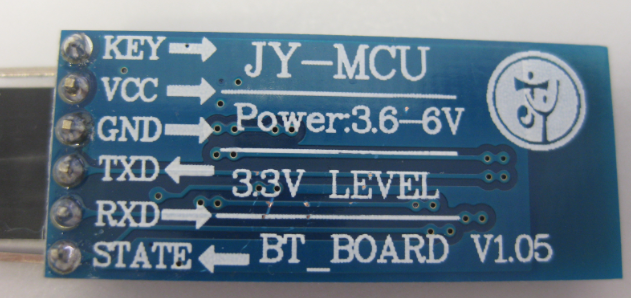 KEY
VCC
GND
TXD
RXD
STATE
JY-MCU
Power:3.6-6V
3.3V LEVEL
BT_BOARD V1.05